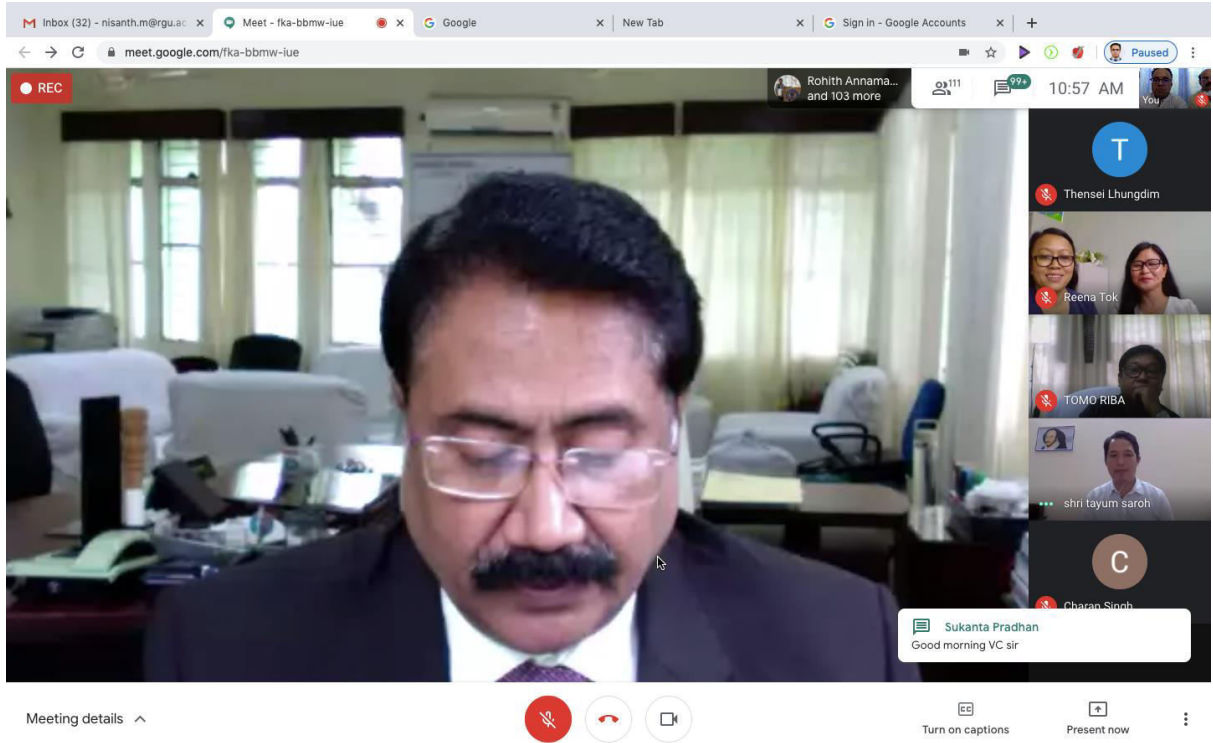 Inbox (32) - nisanth.m@rgu.ac
Meet - fka-bbmw-iue
Google
New Tab
Sign in - Google Accounts
meet.google.com/fka-bbmw-iue
Paused
REC
Rohith Annama...
and 103 more
111
99+
10:57 AM
You
T
Thensei Lhungdim
Reena Tok
TOMO RIBA
shri tayum saroh
C
Charan Singh
Sukanta Pradhan
Good morning VC sir
Meeting details
Turn on captions
Present now